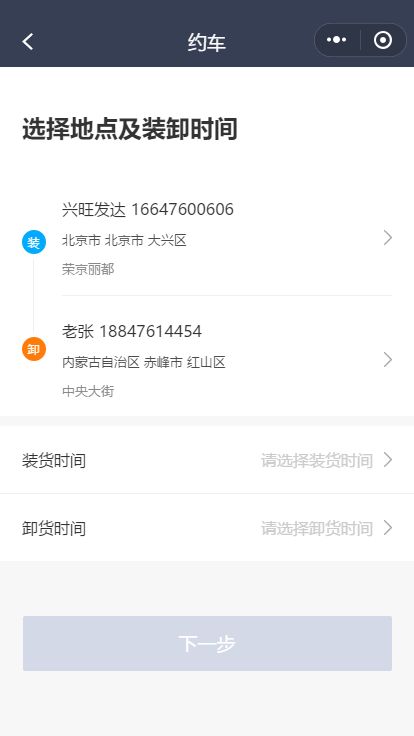 约车
选择地点及装卸时间
兴旺发达 16647600606
装
北京市 北京市 大兴区
荣京丽都
老张 18847614454
卸
内蒙古自治区 赤峰市 红山区
中央大街
装货时间 请选择装货时间
卸货时间 请选择卸货时间
下一步